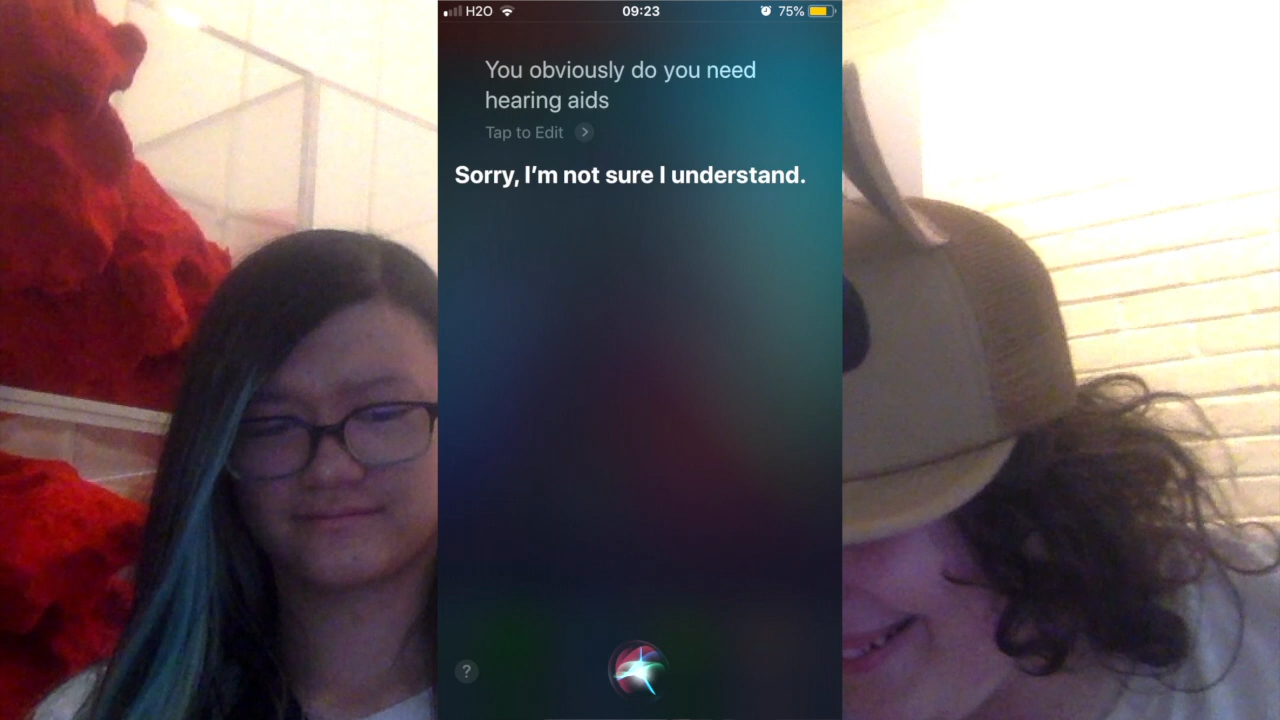 H2O 09:23 75%
You obviously do you need
hearing aids
Tap to Edit
Sorry, I'm not sure I understand.
?